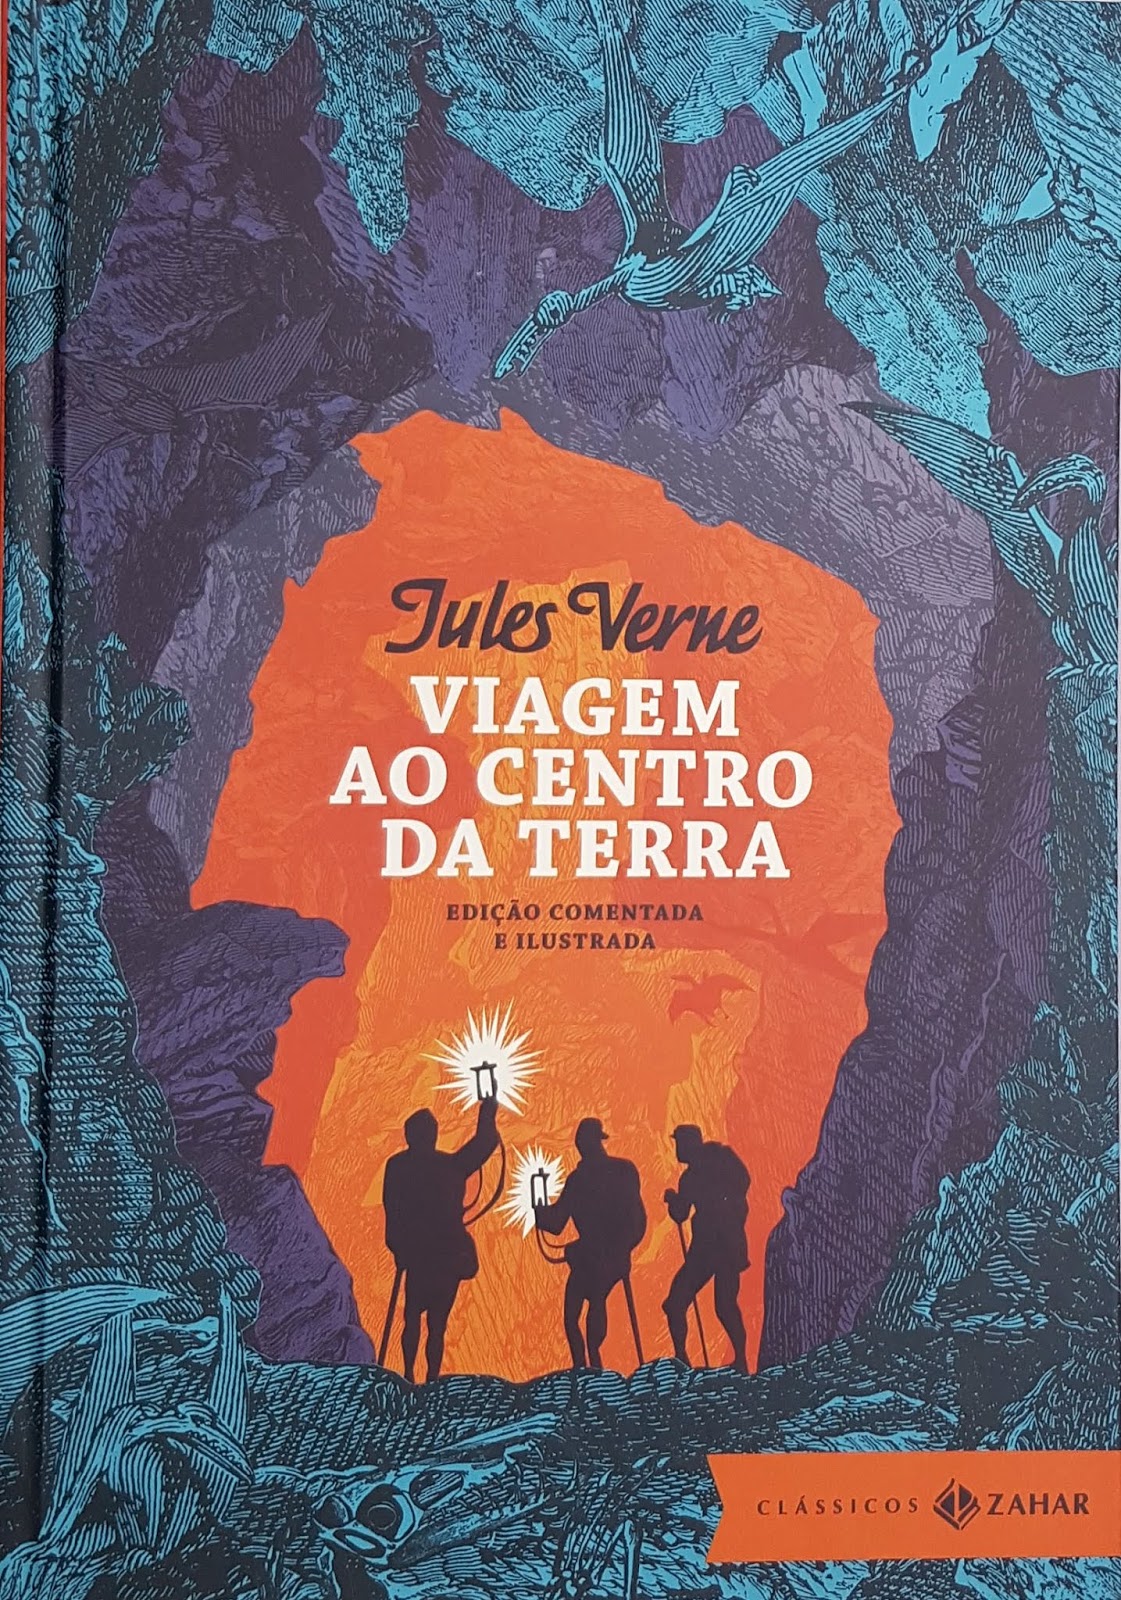 Jules Verne
VIAGEM
AO CENTRO
DA TERRA
EDIÇÃO COMENTADA
E ILUSTRADA
CLÁSSICOS ZAHAR